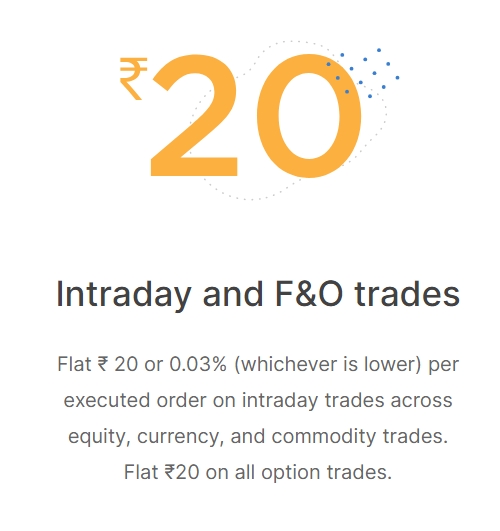 ₹20
Intraday and F&O trades
Flat ₹ 20 or 0.03% (whichever is lower) per
executed order on intraday trades across
equity, currency, and commodity trades.
Flat ₹20 on all option trades.